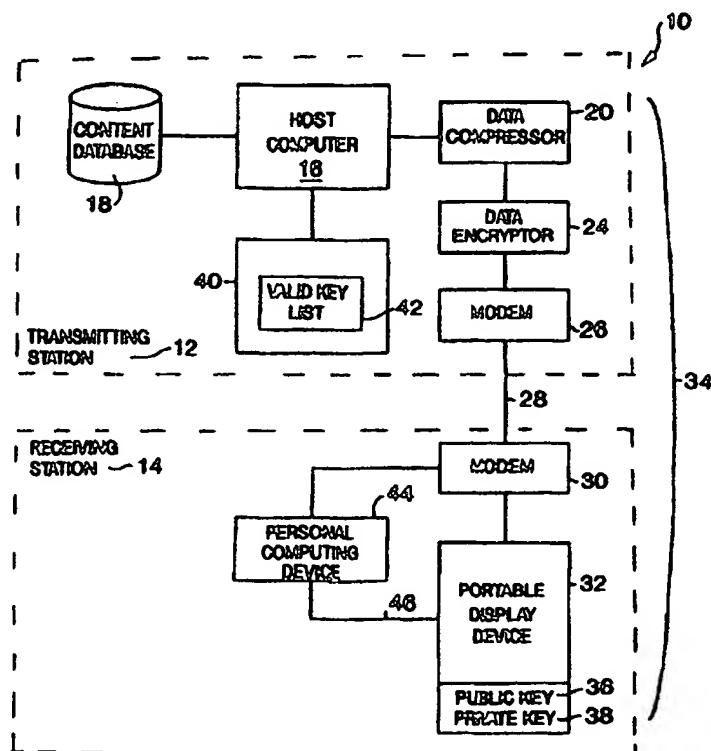 10
CONTENT
DATABASE
18
HOST
COMPUTER
16
DATA
COMPRESSOR
20
DATA
ENCRYPTOR
24
40
VALID KEY
LIST
42
MODEM
26
TRANSMITTING
STATION
12
34
28
RECEIVING
STATION
14
MODEM
30
44
PERSONAL
COMPUTING
DEVICE
46
PORTABLE
DISPLAY
DEVICE
32
PUBLIC KEY
36
PRIVATE KEY
38